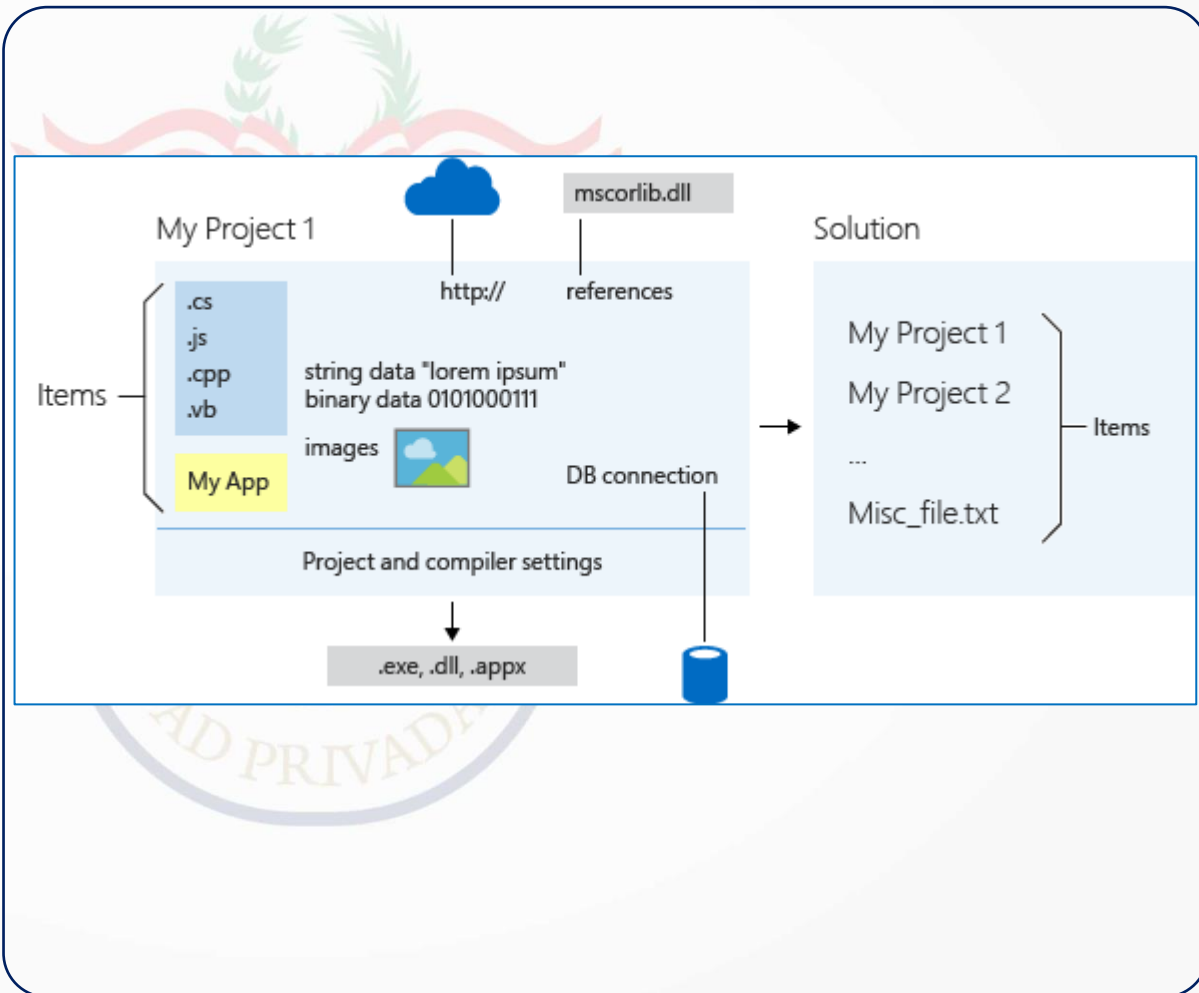 mscorlib.dll
My Project 1
Solution
http://
references
.cs
.js
.cpp
.vb
Items
string data "lorem ipsum"
binary data 0101000111
images
My App
DB connection
Project and compiler settings
.exe, .dll, .appx
My Project 1
My Project 2
...
Misc_file.txt
Items
AD PRIVADA